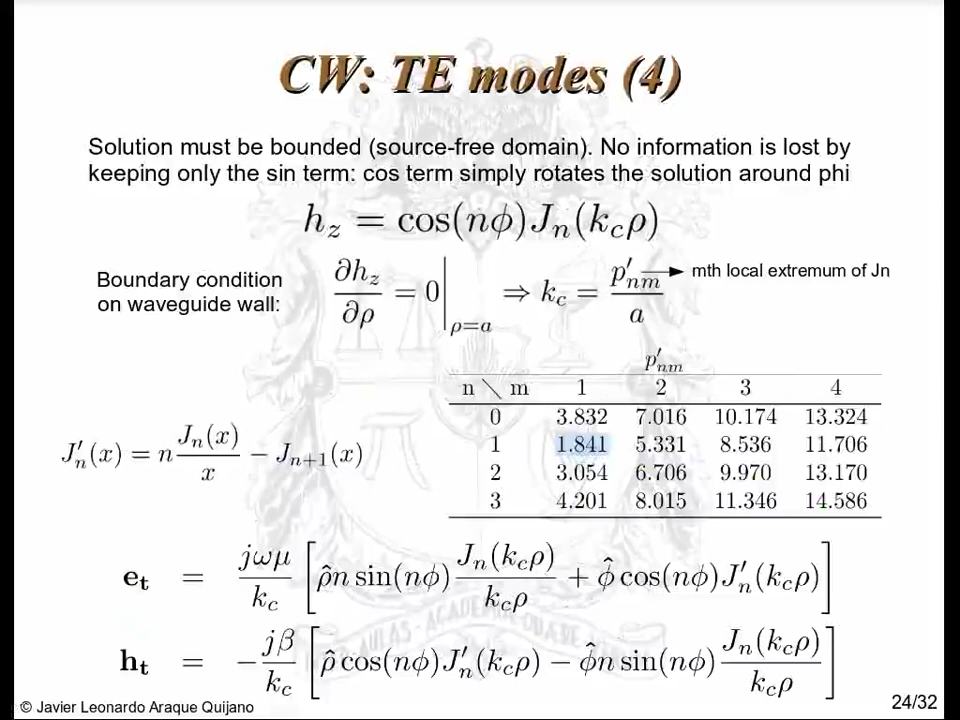 CW: TE modes (4)
Solution must be bounded (source-free domain). No information is lost by
keeping only the sin term: cos term simply rotates the solution around phi
h_z = cos(nϕ)J_n(k_cρ)
Boundary condition
on waveguide wall:
∂h_z/∂ρ = 0|_{ρ=a} ⇒ k_c = p′_{nm}/a
mth local extremum of Jn
p′_{nm}
n \ m 1 2 3 4
0 3.832 7.016 10.174 13.324
1 1.841 5.331 8.536 11.706
2 3.054 6.706 9.970 13.170
3 4.201 8.015 11.346 14.586
J′_n(x) = n J_n(x)/x − J_{n+1}(x)
e_t = jωμ/k_c [ρ̂n sin(nϕ) J_n(k_cρ)/k_cρ + ϕ̂ cos(nϕ)J′_n(k_cρ)]
h_t = −jβ/k_c [ρ̂ cos(nϕ)J′_n(k_cρ) − ϕ̂n sin(nϕ) J_n(k_cρ)/k_cρ]
© Javier Leonardo Araque Quijano
24/32